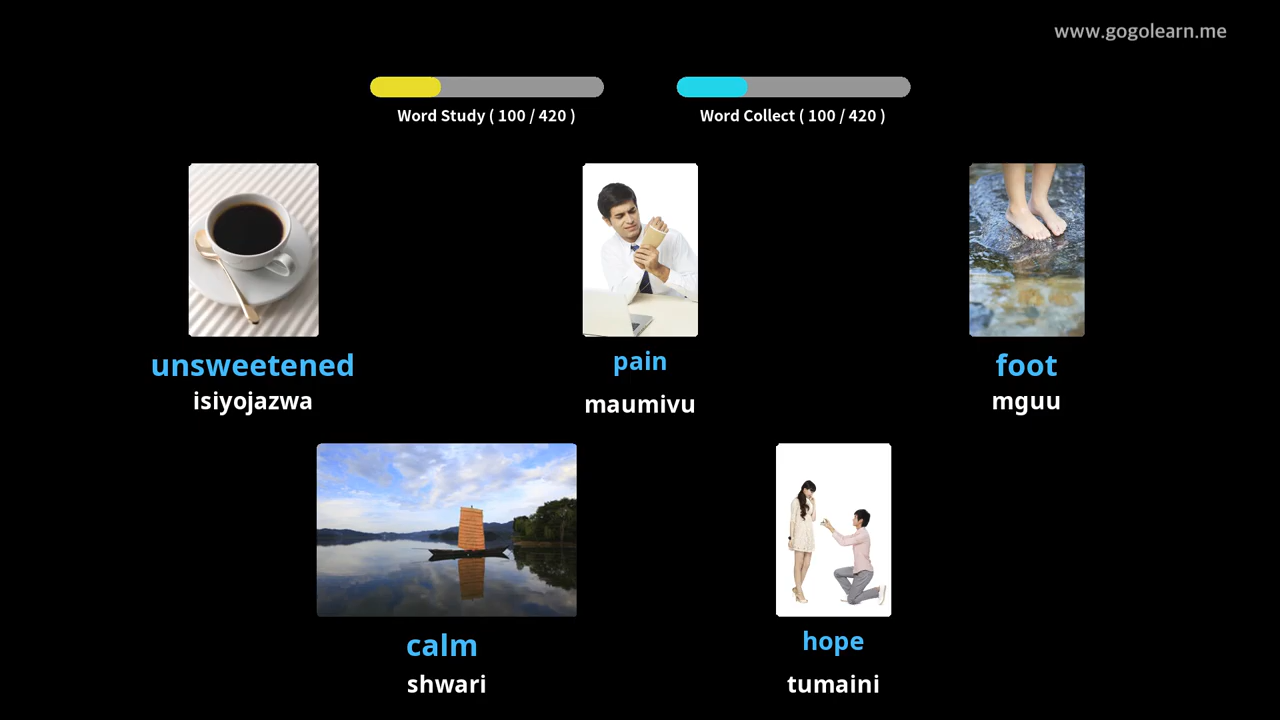 www.gogolearn.me
Word Study ( 100 / 420 )
Word Collect ( 100 / 420 )
unsweetened
isiyojazwa
pain
maumivu
foot
mguu
calm
shwari
hope
tumaini